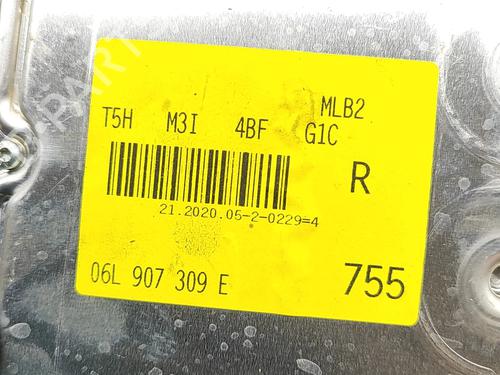 MLB2
T5H M3I 4BF G1C
R
21.2020.05-2-0229=4
06L 907 309 E 755